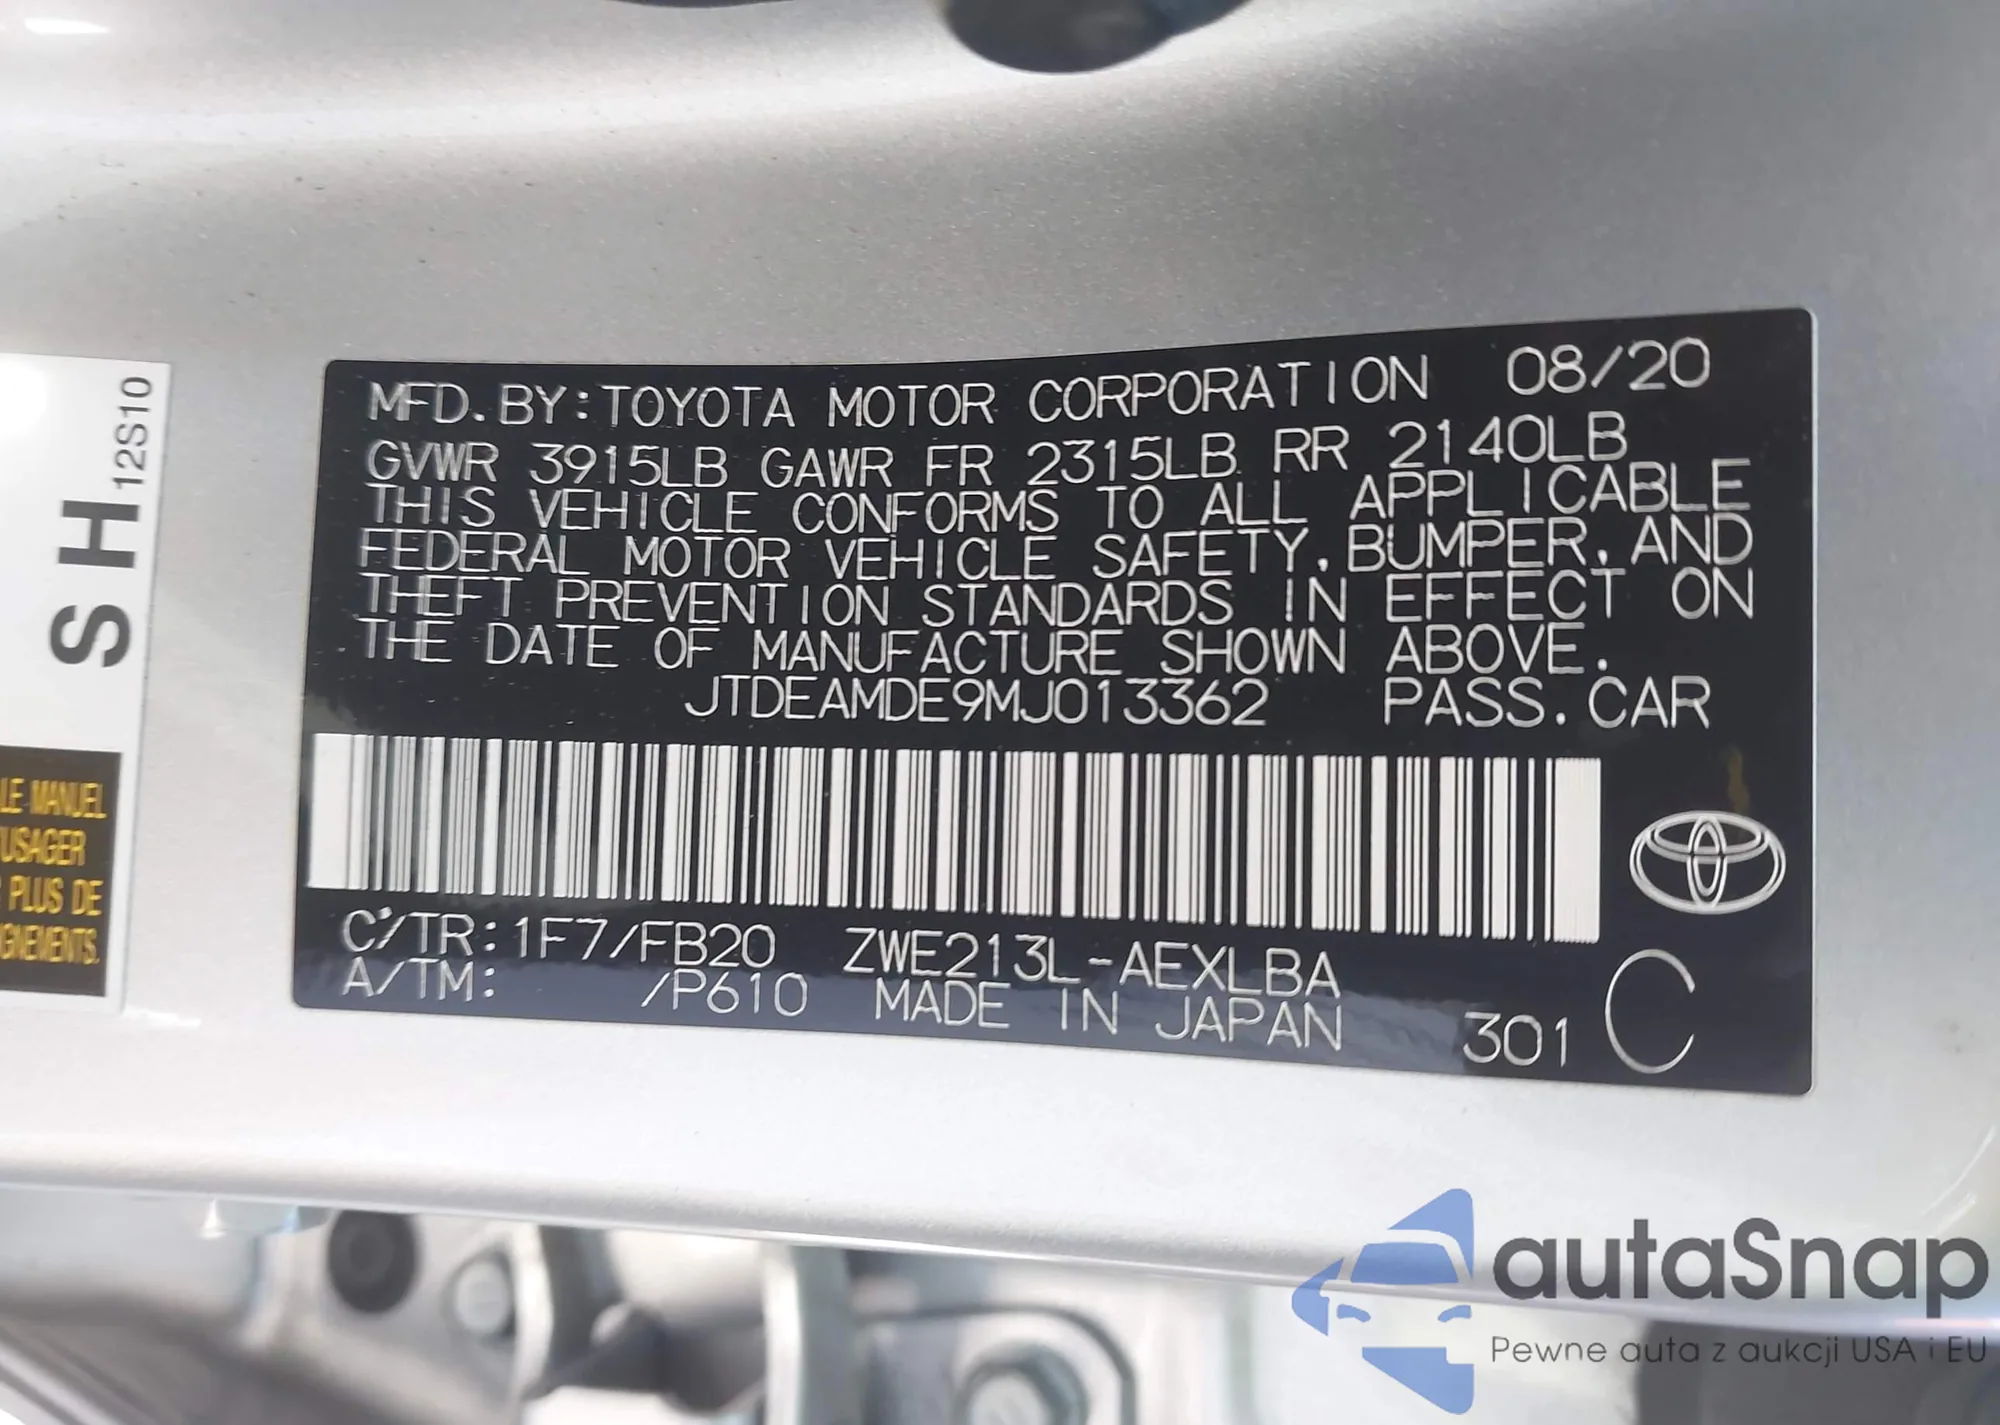 MFD. BY: TOYOTA MOTOR CORPORATION 08/20
GVWR 3915LB GAWR FR 2315LB RR 2140LB
THIS VEHICLE CONFORMS TO ALL APPLICABLE
FEDERAL MOTOR VEHICLE SAFETY, BUMPER, AND
THEFT PREVENTION STANDARDS IN EFFECT ON
THE DATE OF MANUFACTURE SHOWN ABOVE.
JTDEAMDE9MJ013362 PASS. CAR
C/TR: 1F7/FB20 ZWE213L-AEXLBA
A/TM: /P610 MADE IN JAPAN 301 C
S H 12S10
LE MANUEL
D'USAGER
PLUS DE
autaSnap
Pewne auta z aukcji USA i EU